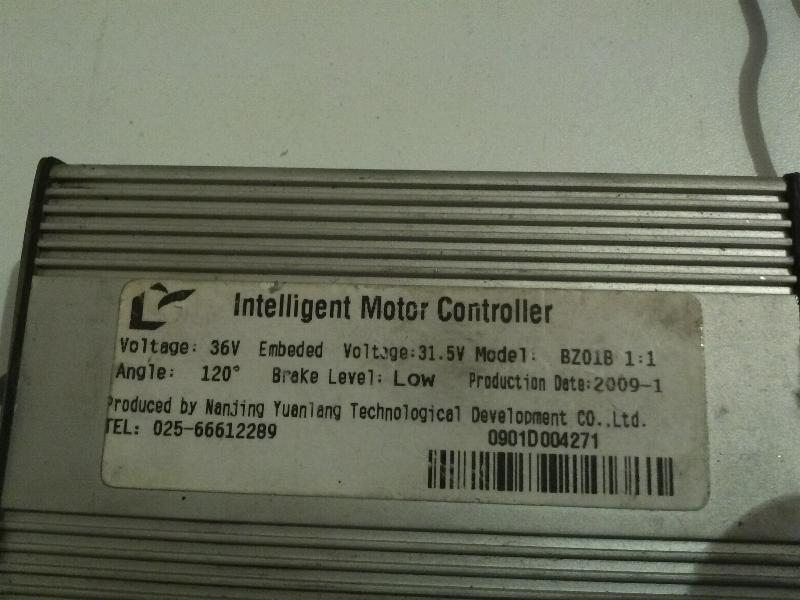 Intelligent Motor Controller
Voltage: 36V Embeded Voltage:31.5V Model: BZ01B 1:1
Angle: 120° Brake Level: Low Production Date:2009-1
Produced by Nanjing Yuanlang Technological Development CO.,Ltd.
TEL: 025-66612289
0901D004271